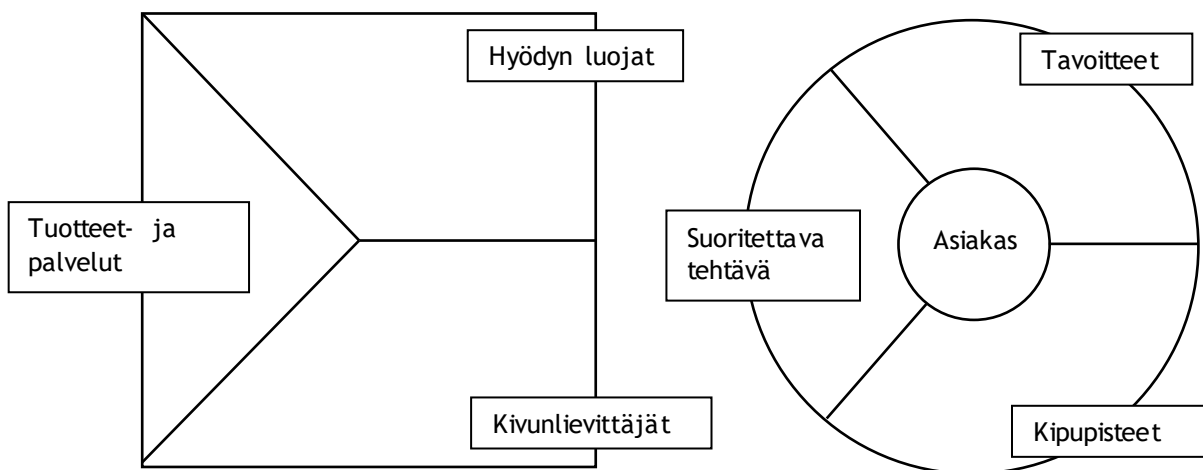 Hyödyn luojat
Tavoitteet
Tuotteet- ja
palvelut
Suoritettava
tehtävä
Asiakas
Kivunlievittäjät
Kipupisteet